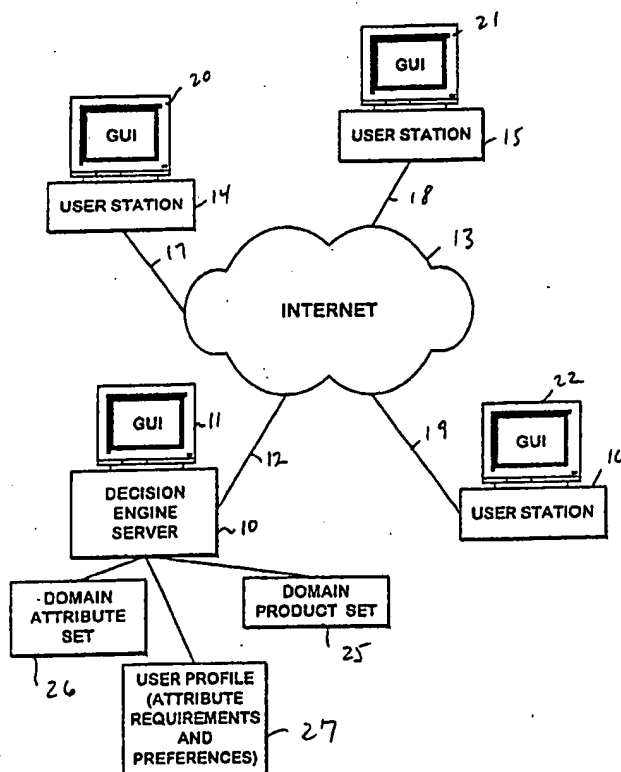 21
GUI
20
USER STATION
15
GUI
18
USER STATION
14
13
17
INTERNET
22
GUI
11
GUI
12
19
16
DECISION
ENGINE
SERVER
10
USER STATION
DOMAIN
ATTRIBUTE
SET
DOMAIN
PRODUCT SET
26
25
USER PROFILE
(ATTRIBUTE
REQUIREMENTS
AND
PREFERENCES)
27